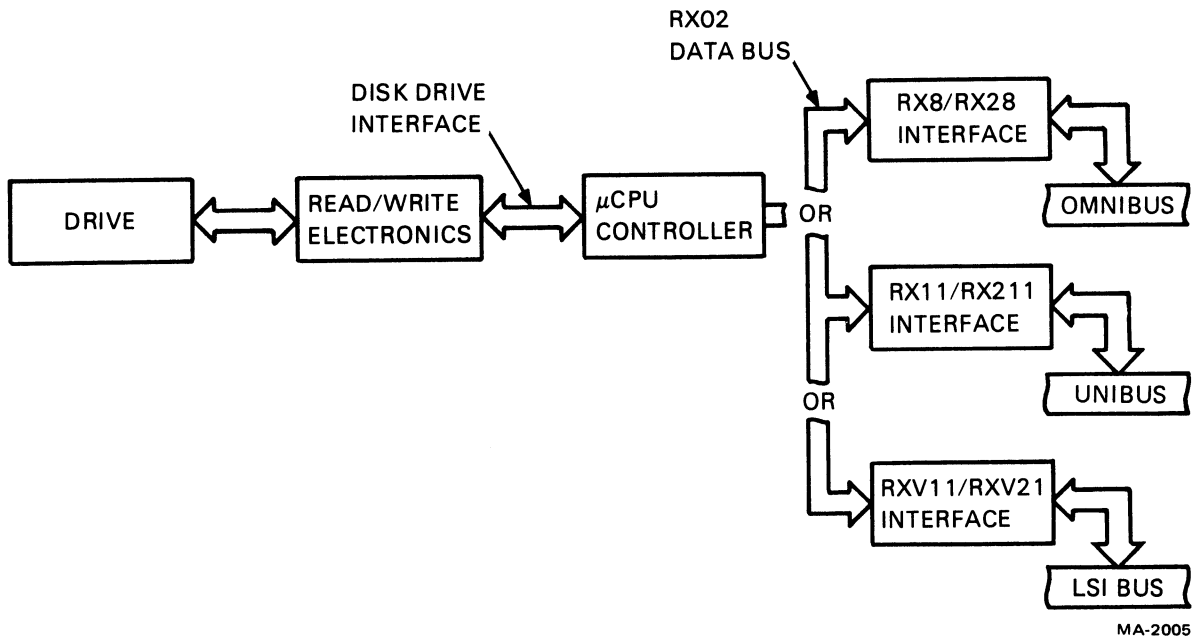 RX02
DATA BUS
DISK DRIVE
INTERFACE
RX8/RX28
INTERFACE
DRIVE
READ/WRITE
ELECTRONICS
μCPU
CONTROLLER
OR
OMNIBUS
RX11/RX211
INTERFACE
UNIBUS
OR
RXV11/RXV21
INTERFACE
LSI BUS
MA-2005